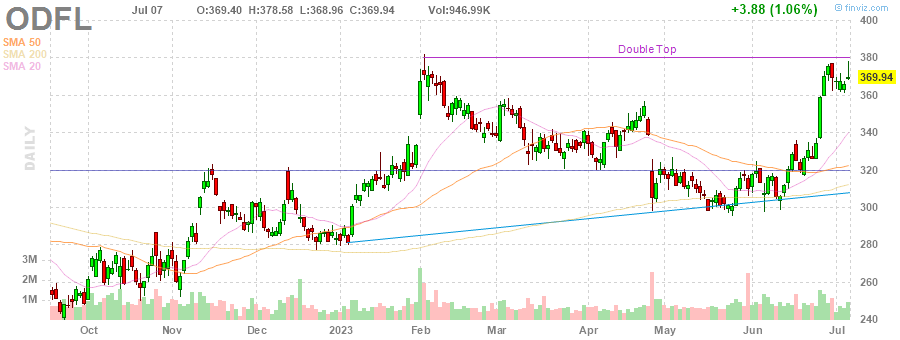 ODFL Jul 07 O:369.40 H:378.58 L:368.96 C:369.94 Vol:946.99K +3.88 (1.06%) © finviz.com
SMA 50
SMA 200
SMA 20
DAILY
Double Top
400
380
369.94
360
340
320
300
280
260
240
3M
2M
1M
Oct Nov Dec 2023 Feb Mar Apr May Jun Jul